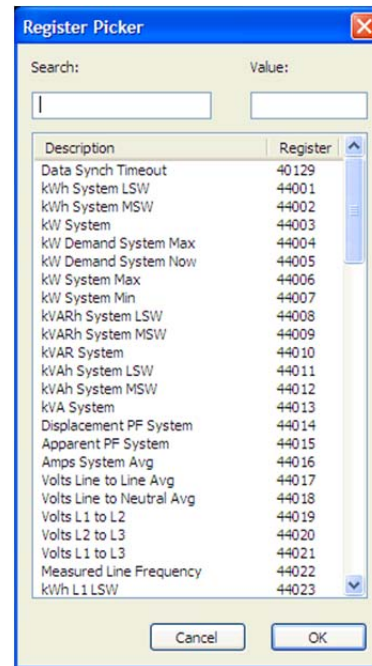 Register Picker
Search: Value:
Description Register
Data Synch Timeout 40129
kWh System LSW 44001
kWh System MSW 44002
kW System 44003
kW Demand System Max 44004
kW Demand System Now 44005
kW System Max 44006
kW System Min 44007
kVARh System LSW 44008
kVARh System MSW 44009
kVAR System 44010
kVAh System LSW 44011
kVAh System MSW 44012
kVA System 44013
Displacement PF System 44014
Apparent PF System 44015
Amps System Avg 44016
Volts Line to Line Avg 44017
Volts Line to Neutral Avg 44018
Volts L1 to L2 44019
Volts L2 to L3 44020
Volts L1 to L3 44021
Measured Line Frequency 44022
kWh L1 LSW 44023
Cancel OK